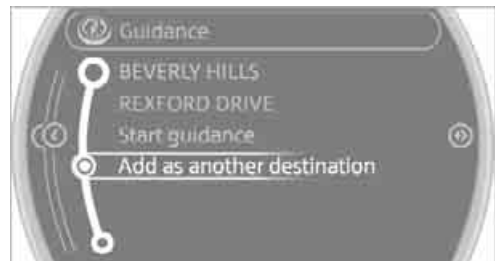 Guidance
BEVERLY HILLS
REXFORD DRIVE
Start guidance
Add as another destination